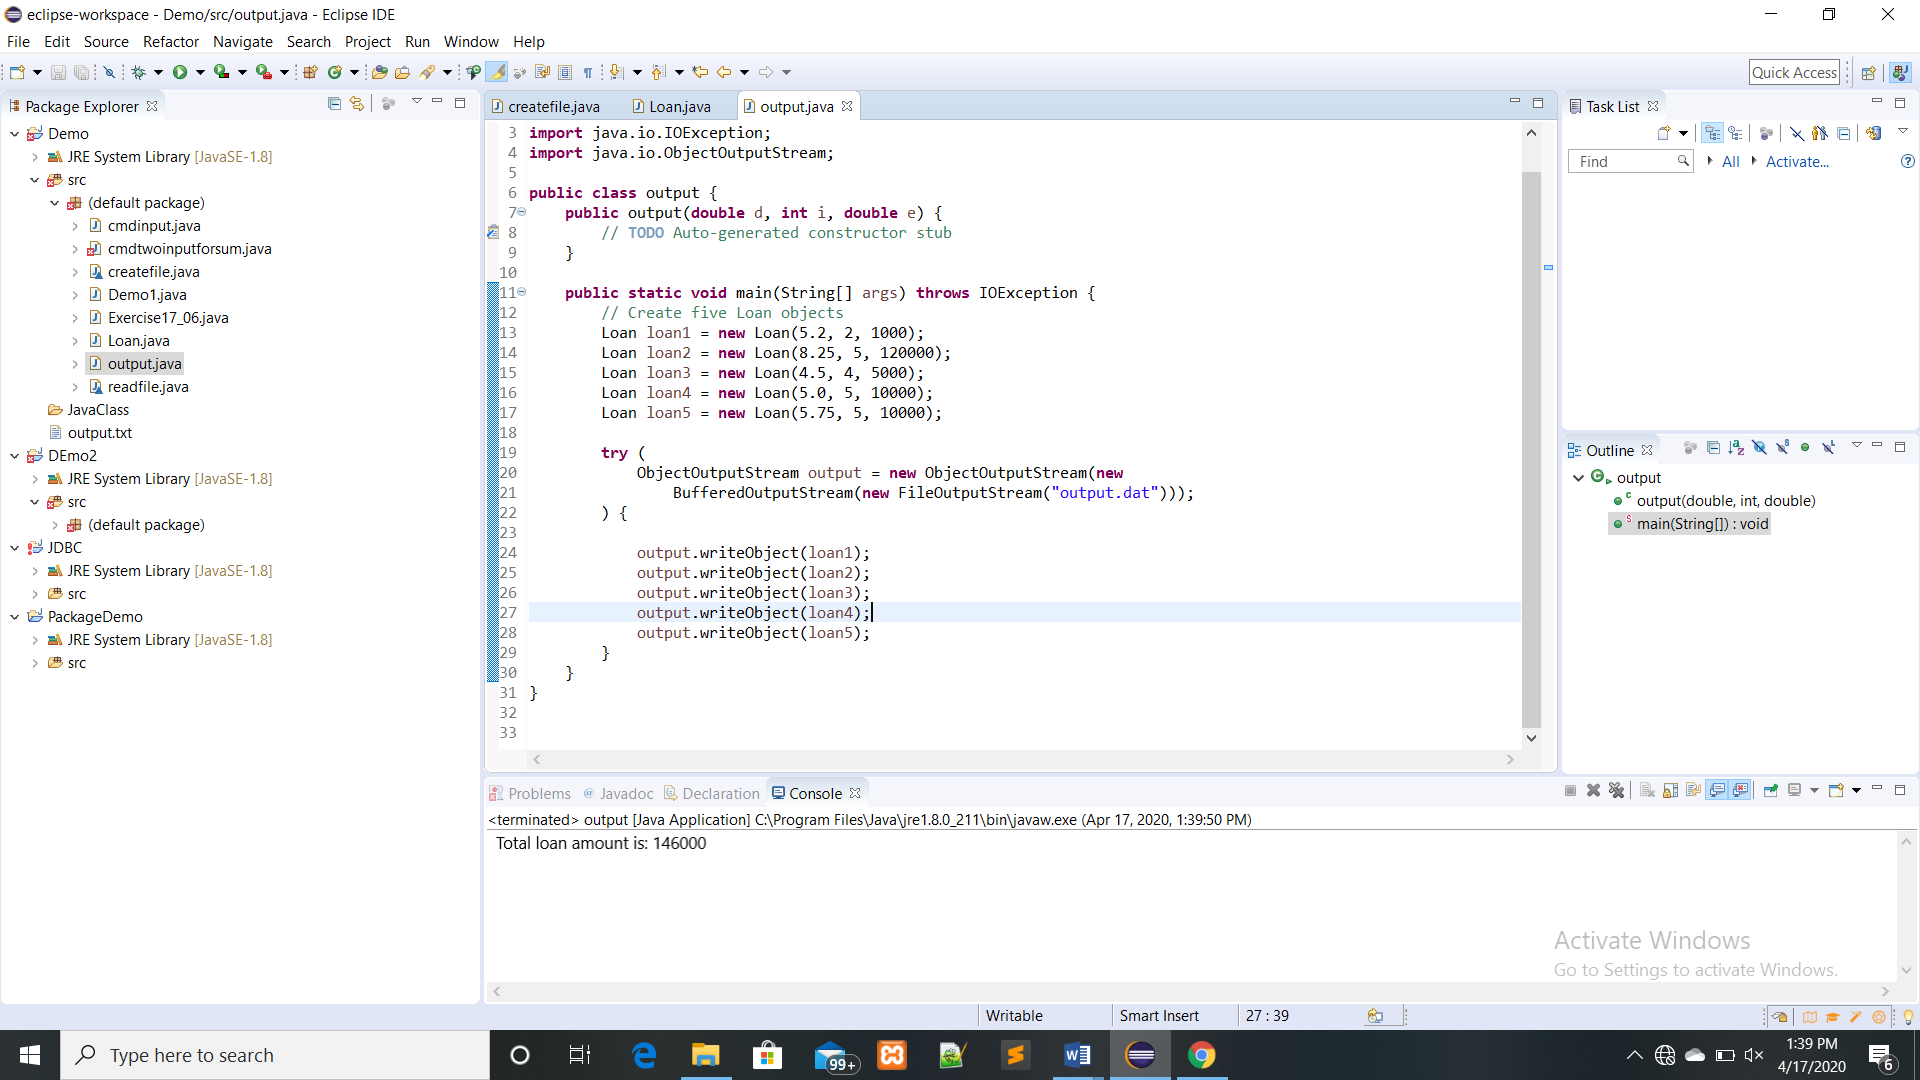 eclipse-workspace - Demo/src/output.java - Eclipse IDE
File Edit Source Refactor Navigate Search Project Run Window Help
Quick Access
Package Explorer
Demo
JRE System Library [JavaSE-1.8]
src
(default package)
cmdinput.java
cmdtwoinputforsum.java
createfile.java
Demo1.java
Exercise17_06.java
Loan.java
output.java
readfile.java
JavaClass
output.txt
DEmo2
JRE System Library [JavaSE-1.8]
src
(default package)
JDBC
JRE System Library [JavaSE-1.8]
src
PackageDemo
JRE System Library [JavaSE-1.8]
src
createfile.java Loan.java output.java
3 import java.io.IOException;
4 import java.io.ObjectOutputStream;
5
6 public class output {
7 public output(double d, int i, double e) {
8 // TODO Auto-generated constructor stub
9 }
10
11 public static void main(String[] args) throws IOException {
12 // Create five Loan objects
13 Loan loan1 = new Loan(5.2, 2, 1000);
14 Loan loan2 = new Loan(8.25, 5, 120000);
15 Loan loan3 = new Loan(4.5, 4, 5000);
16 Loan loan4 = new Loan(5.0, 5, 10000);
17 Loan loan5 = new Loan(5.75, 5, 10000);
18
19 try (
20 ObjectOutputStream output = new ObjectOutputStream(new
21 BufferedOutputStream(new FileOutputStream("output.dat")));
22 ) {
23
24 output.writeObject(loan1);
25 output.writeObject(loan2);
26 output.writeObject(loan3);
27 output.writeObject(loan4);
28 output.writeObject(loan5);
29 }
30 }
31 }
32
33
Task List
Find All Activate...
Outline
output
output(double, int, double)
main(String[]) : void
Problems @ Javadoc Declaration Console
<terminated> output [Java Application] C:\Program Files\Java\jre1.8.0_211\bin\javaw.exe (Apr 17, 2020, 1:39:50 PM)
Total loan amount is: 146000
Activate Windows
Go to Settings to activate Windows.
Writable Smart Insert 27 : 39
Type here to search
99+
1:39 PM
4/17/2020
6